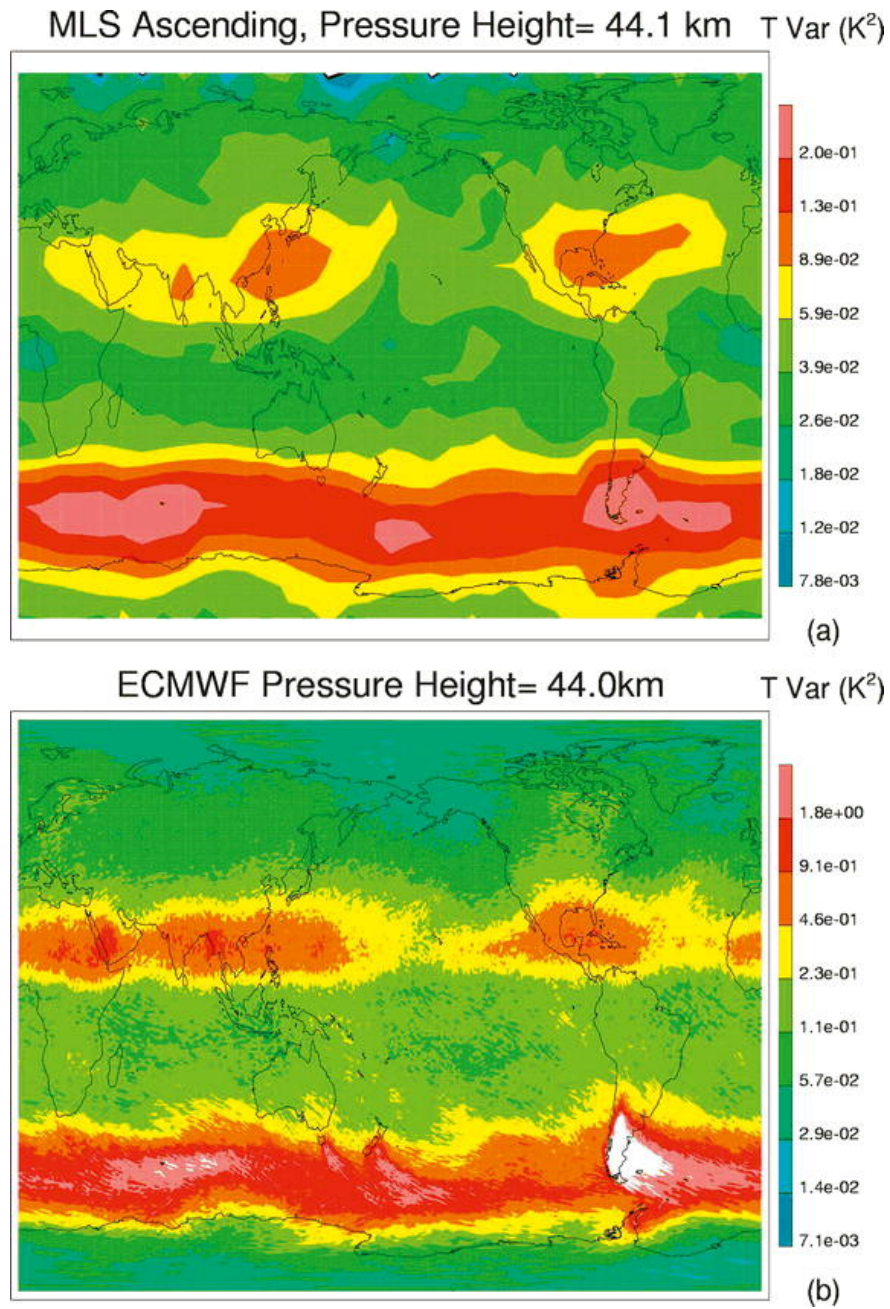 MLS Ascending, Pressure Height= 44.1 km T Var (K²)
2.0e-01
1.3e-01
8.9e-02
5.9e-02
3.9e-02
2.6e-02
1.8e-02
1.2e-02
7.8e-03
(a)
ECMWF Pressure Height= 44.0km T Var (K²)
1.8e+00
9.1e-01
4.6e-01
2.3e-01
1.1e-01
5.7e-02
2.9e-02
1.4e-02
7.1e-03
(b)